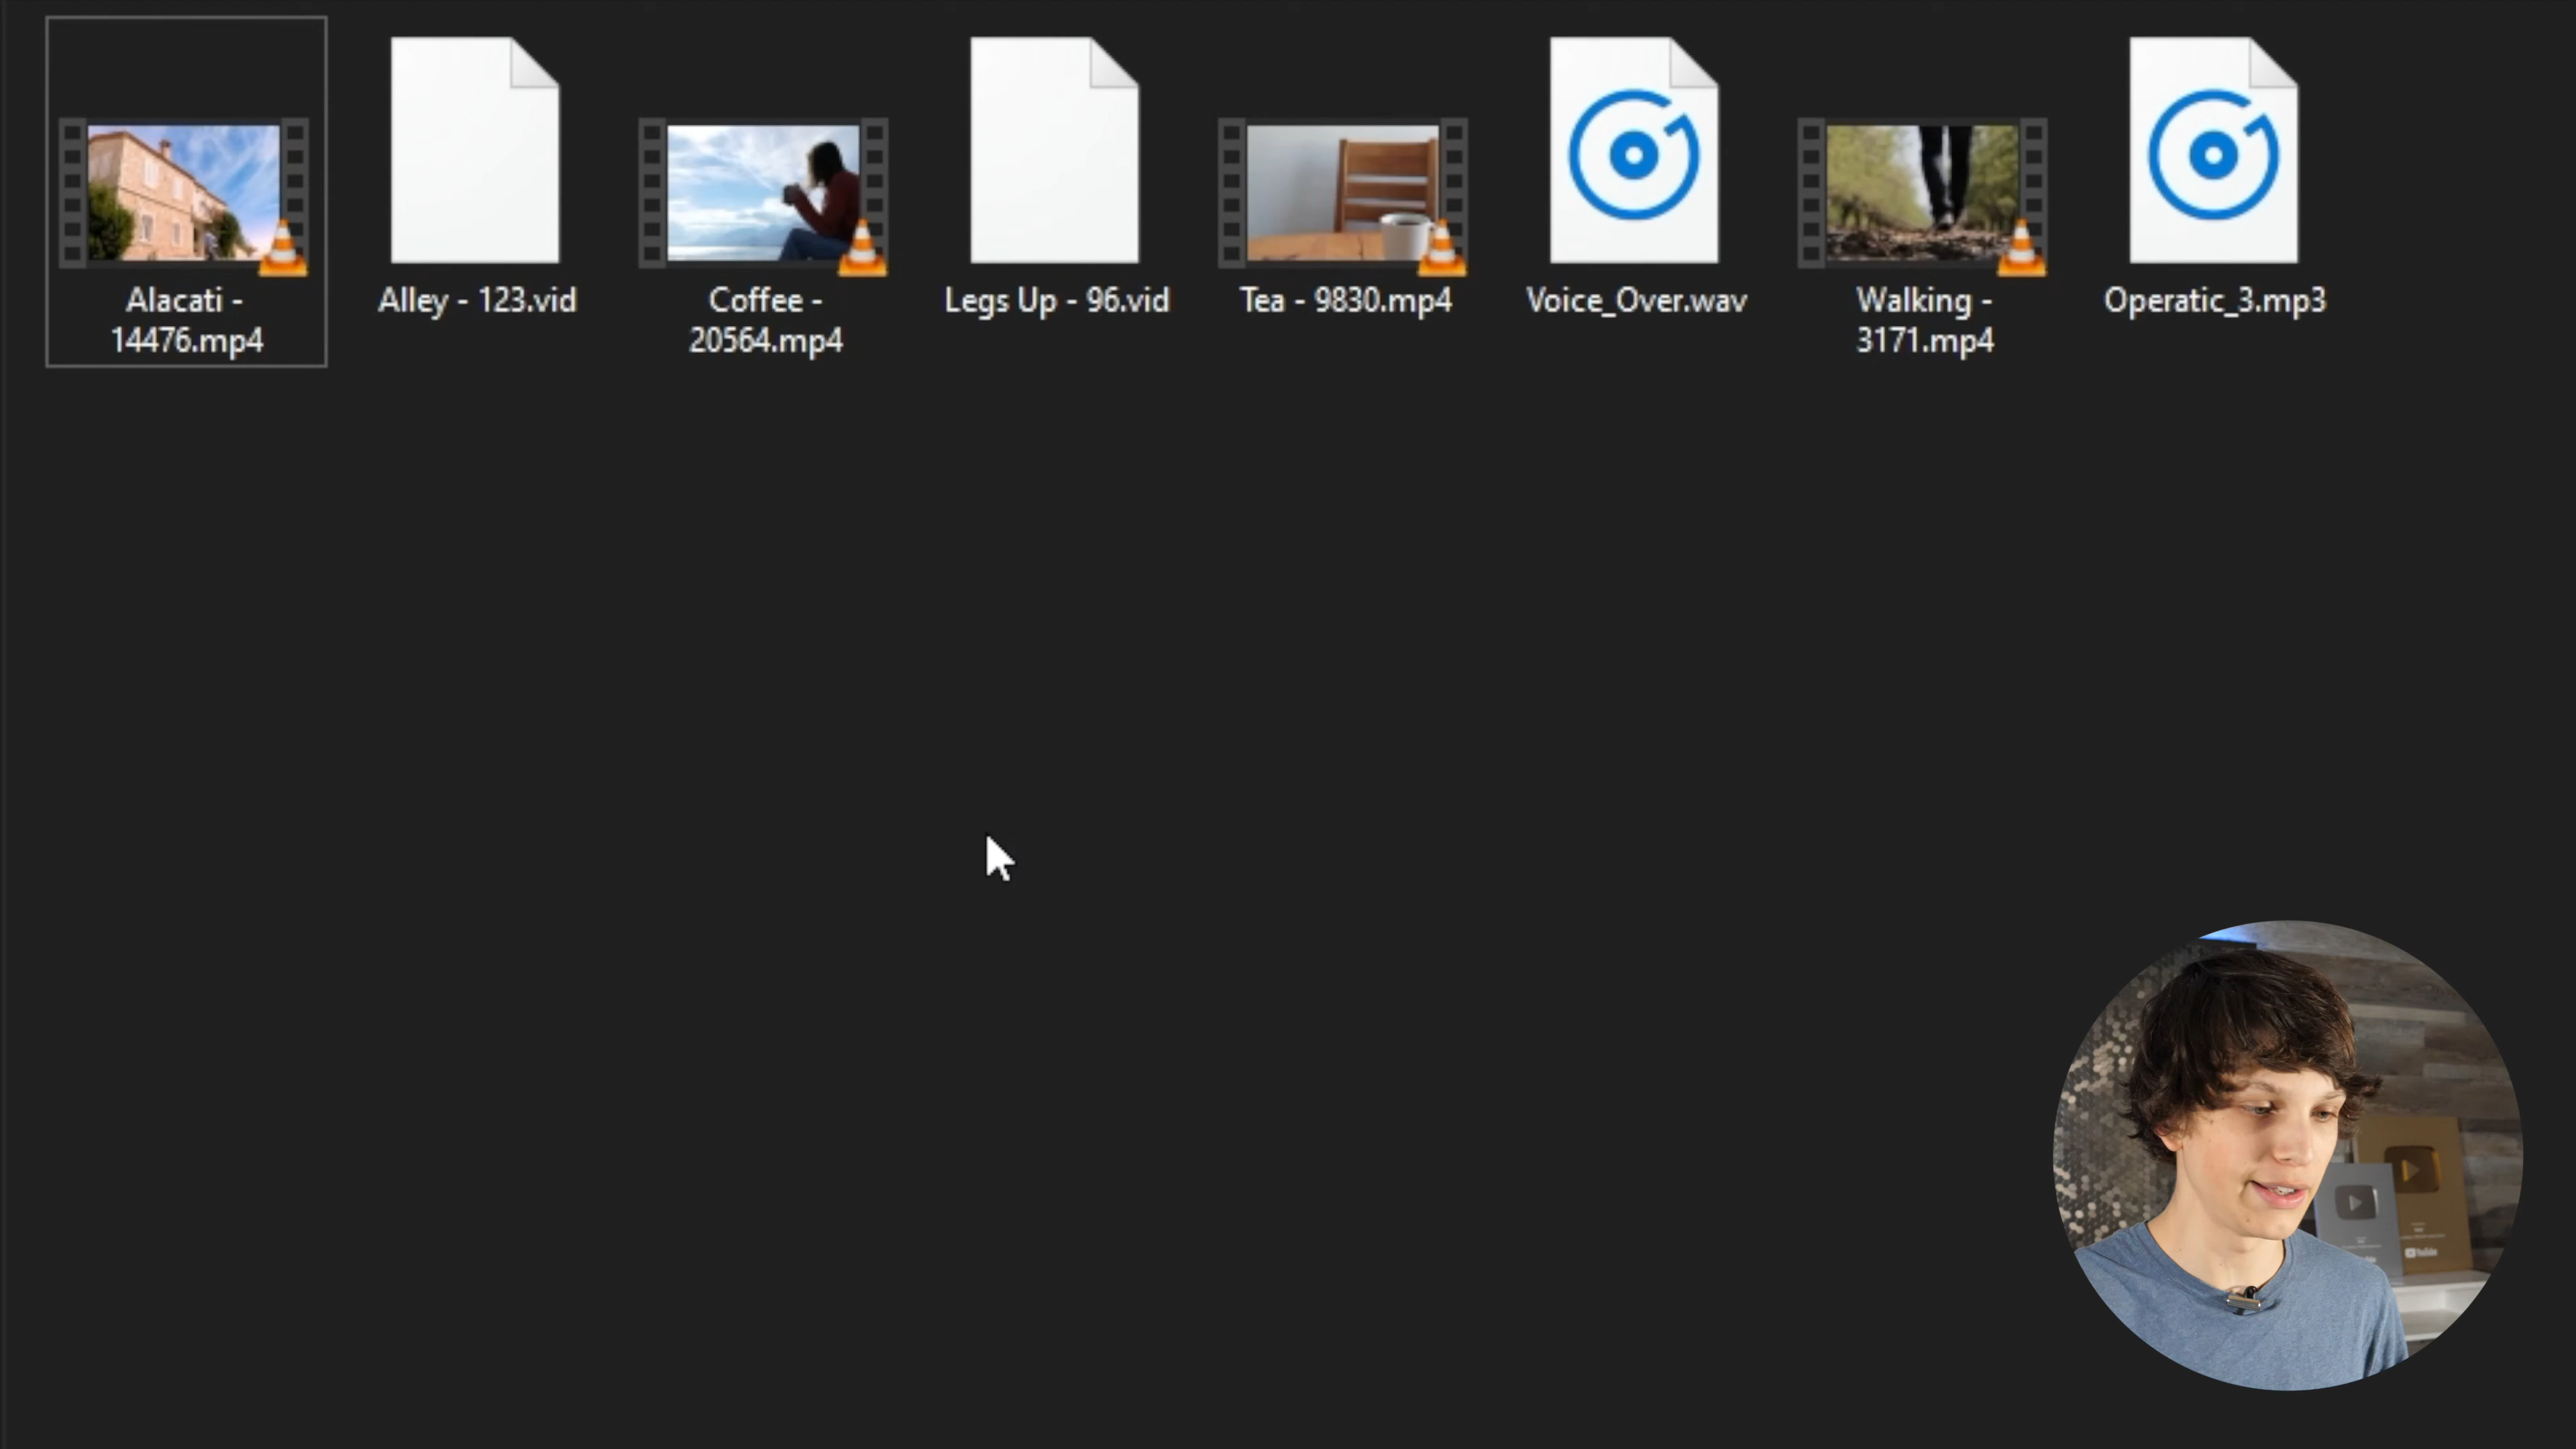 Alacati -
14476.mp4
Alley - 123.vid
Coffee -
20564.mp4
Legs Up - 96.vid
Tea - 9830.mp4
Voice_Over.wav
Walking -
3171.mp4
Operatic_3.mp3
YouTube